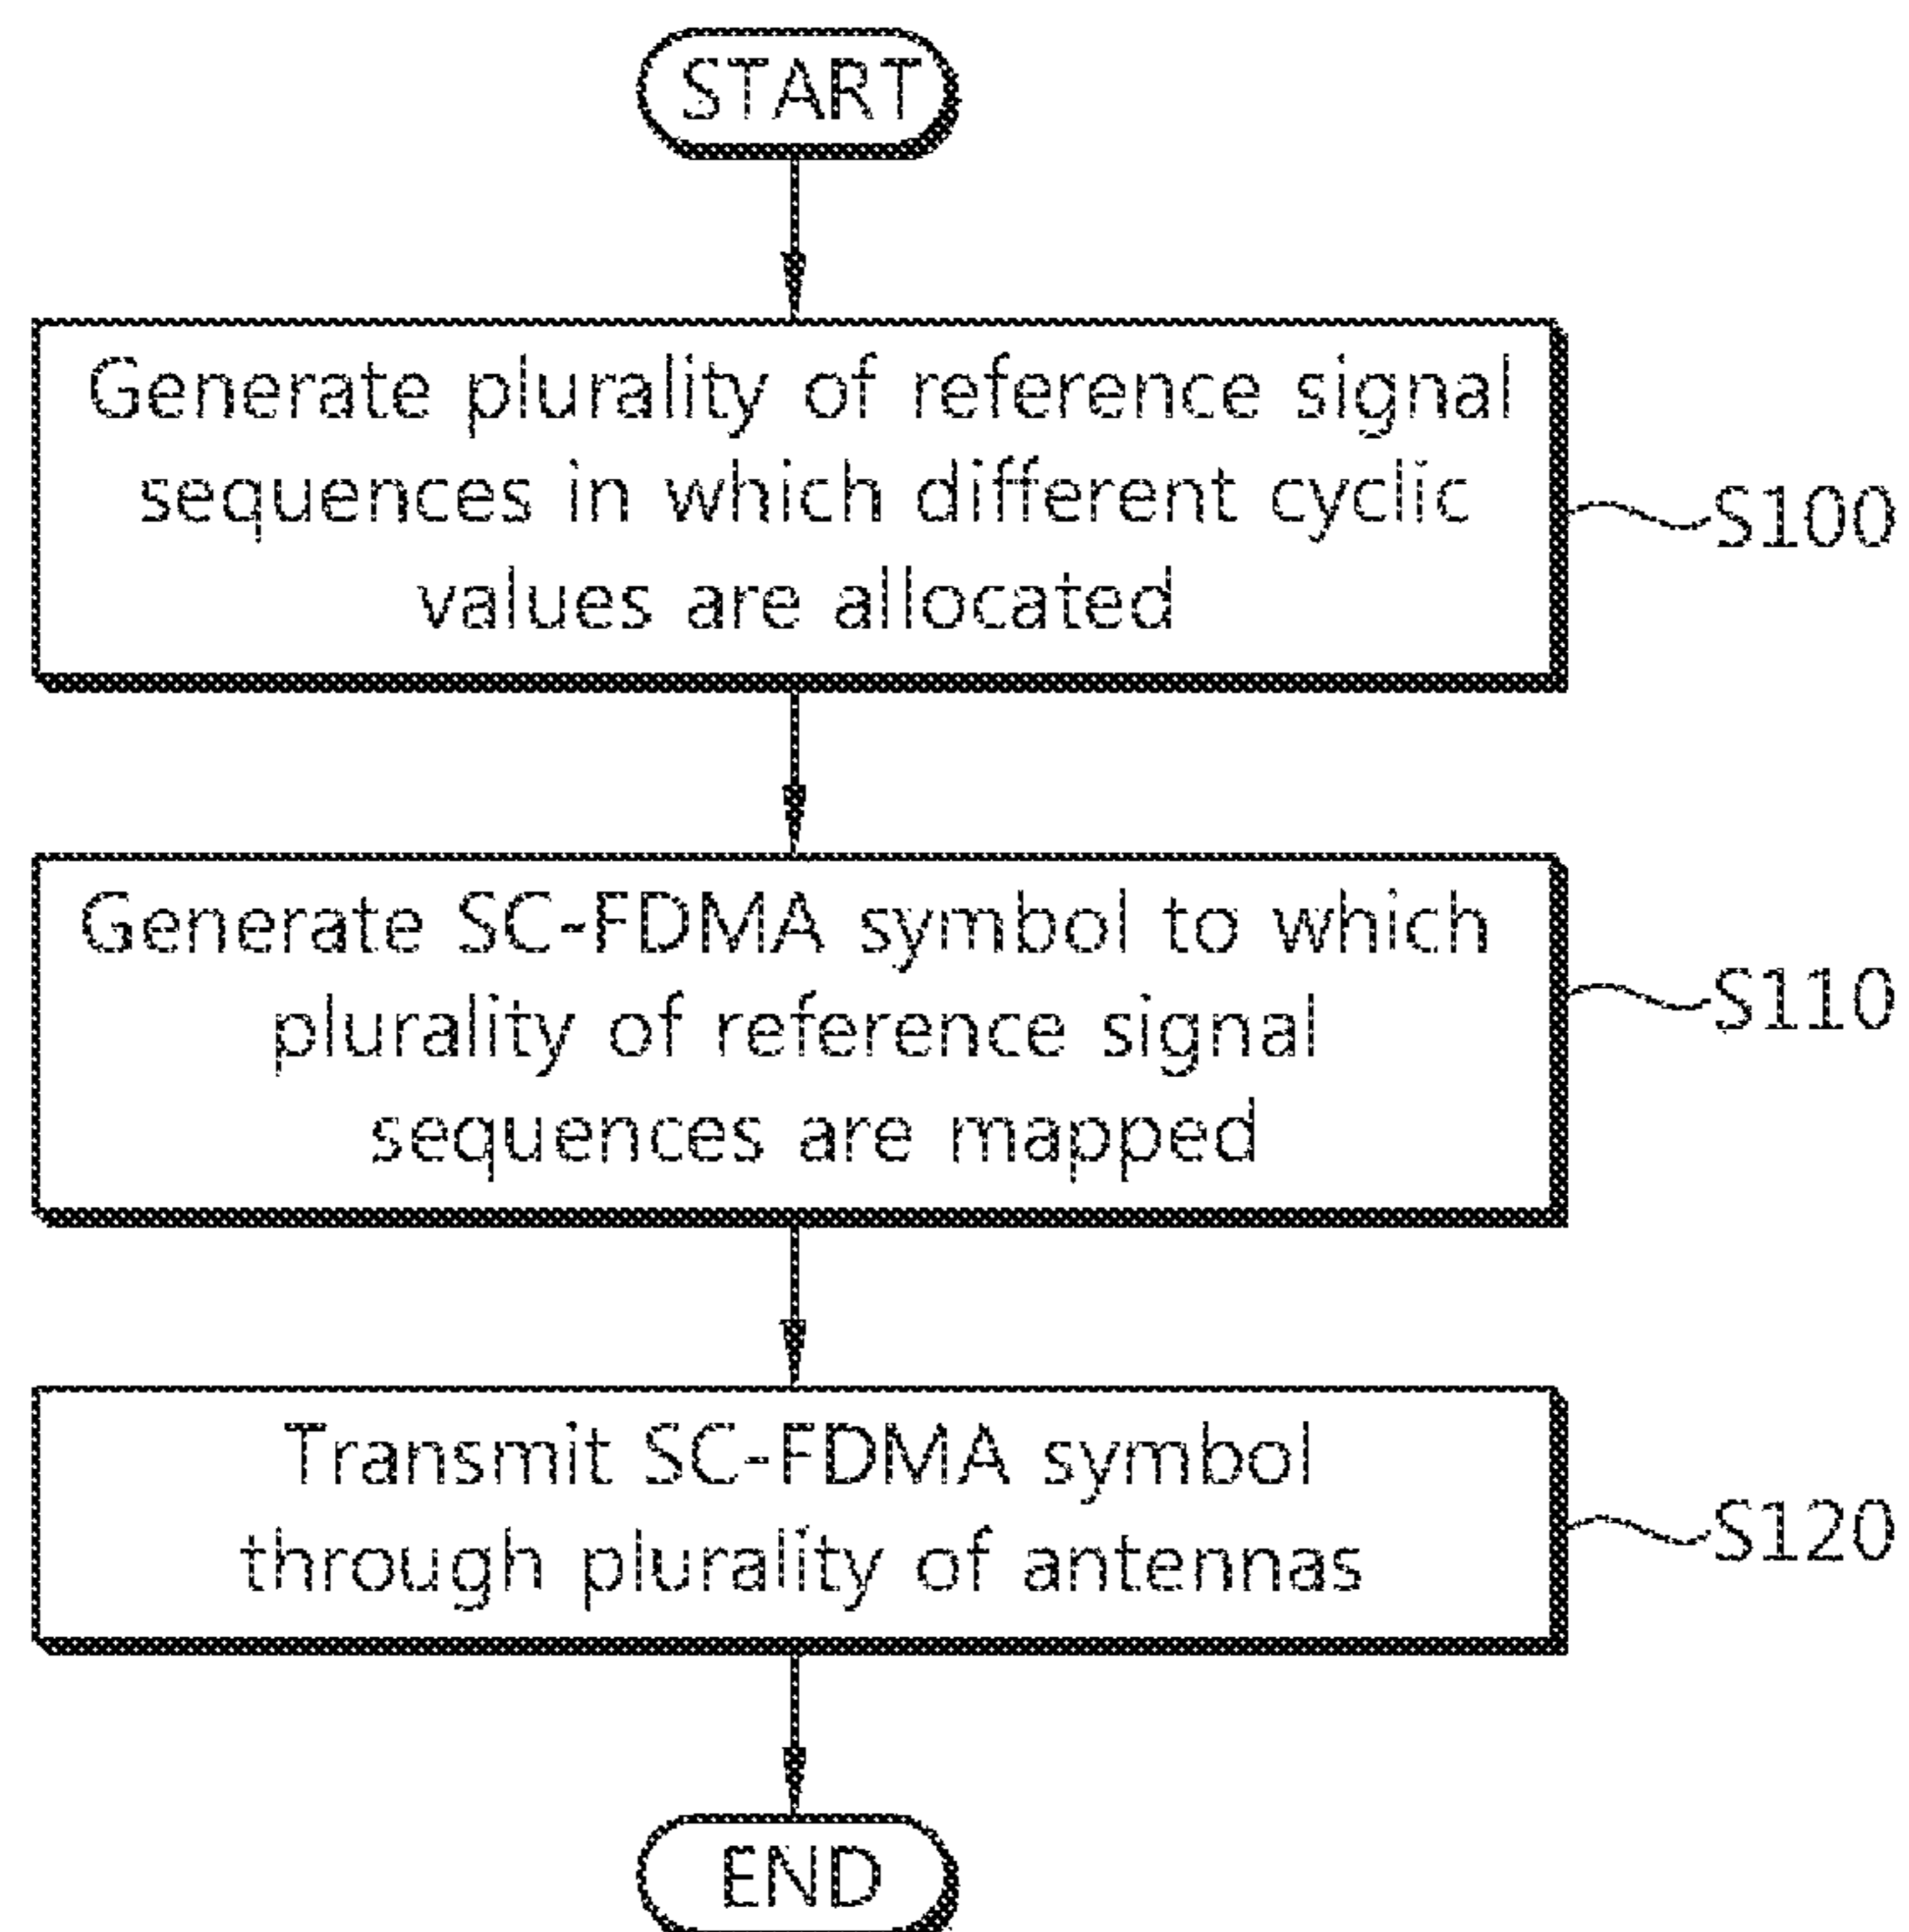 START
Generate plurality of reference signal
sequences in which different cyclic
values are allocated
S100
Generate SC-FDMA symbol to which
plurality of reference signal
sequences are mapped
S110
Transmit SC-FDMA symbol
through plurality of antennas
S120
END